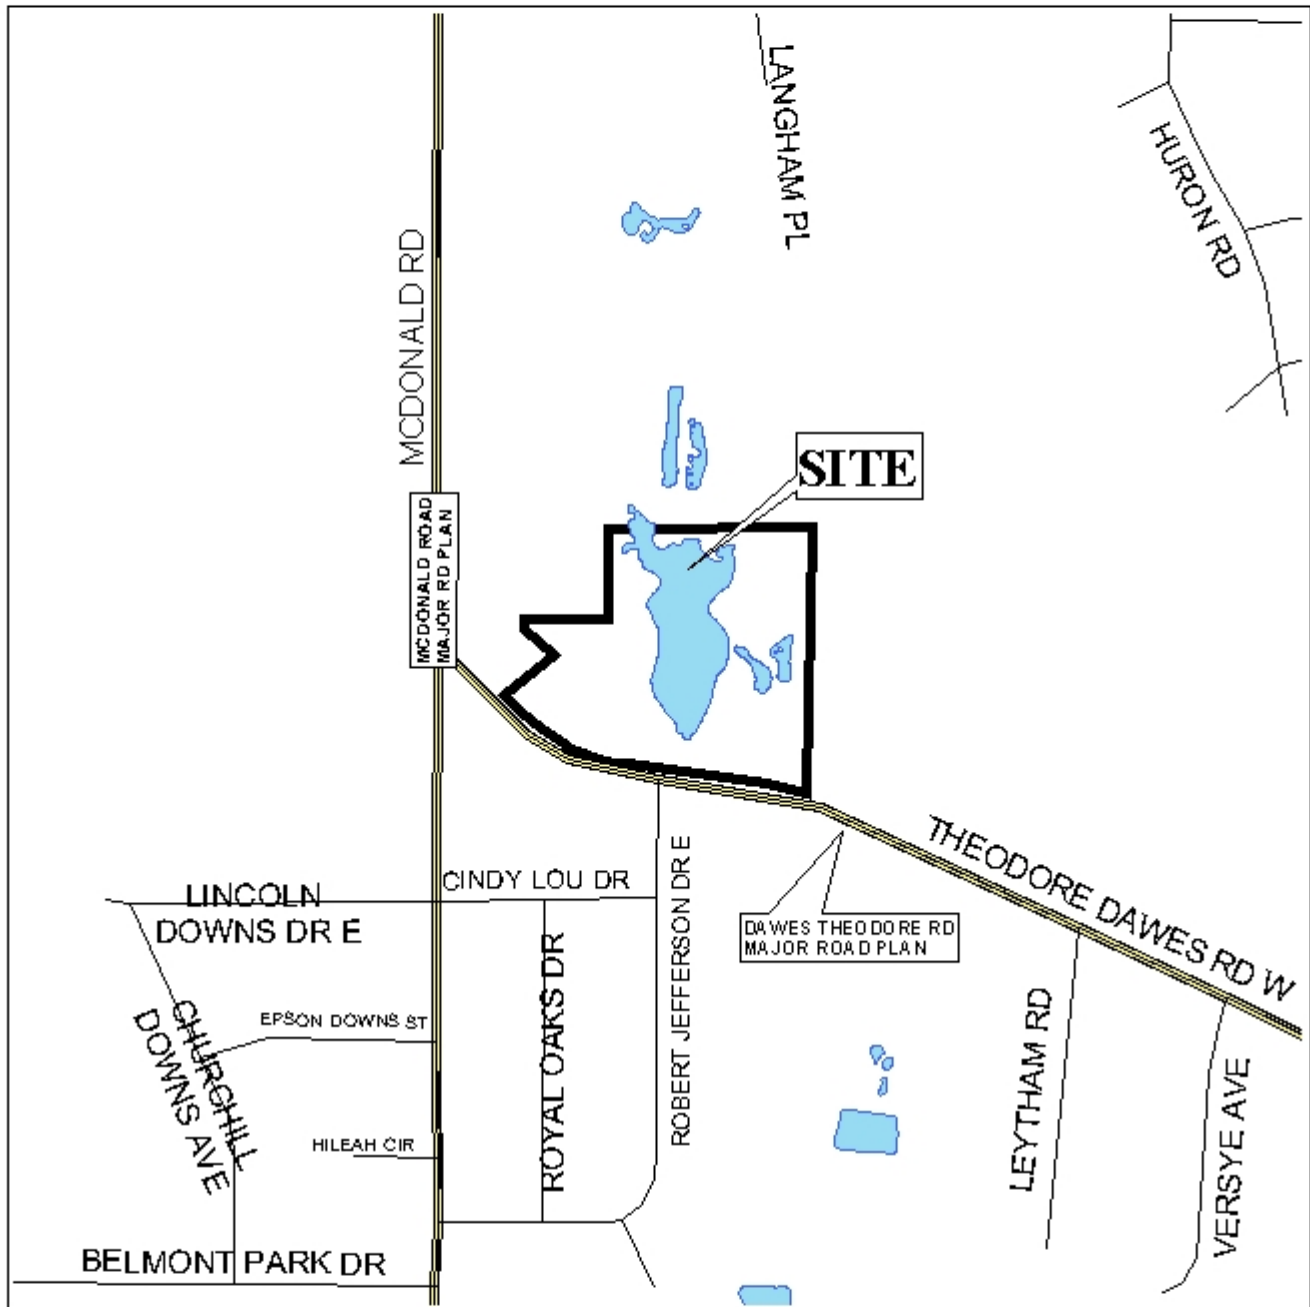 LANGHAM PL
HURON RD
MCDONALD RD
SITE
MCDONALD ROAD
MAJOR RD PLAN
THEODORE DAWES RD W
CINDY LOU DR
LINCOLN
DOWNS DR E
DAWES THEODORE RD
MAJOR ROAD PLAN
ROBERT JEFFERSON DR E
ROYAL OAKS DR
CHURCHILL
DOWNS AVE
EPSON DOWNS ST
LEYTHAM RD
VERSYE AVE
HILEAH CIR
BELMONT PARK DR